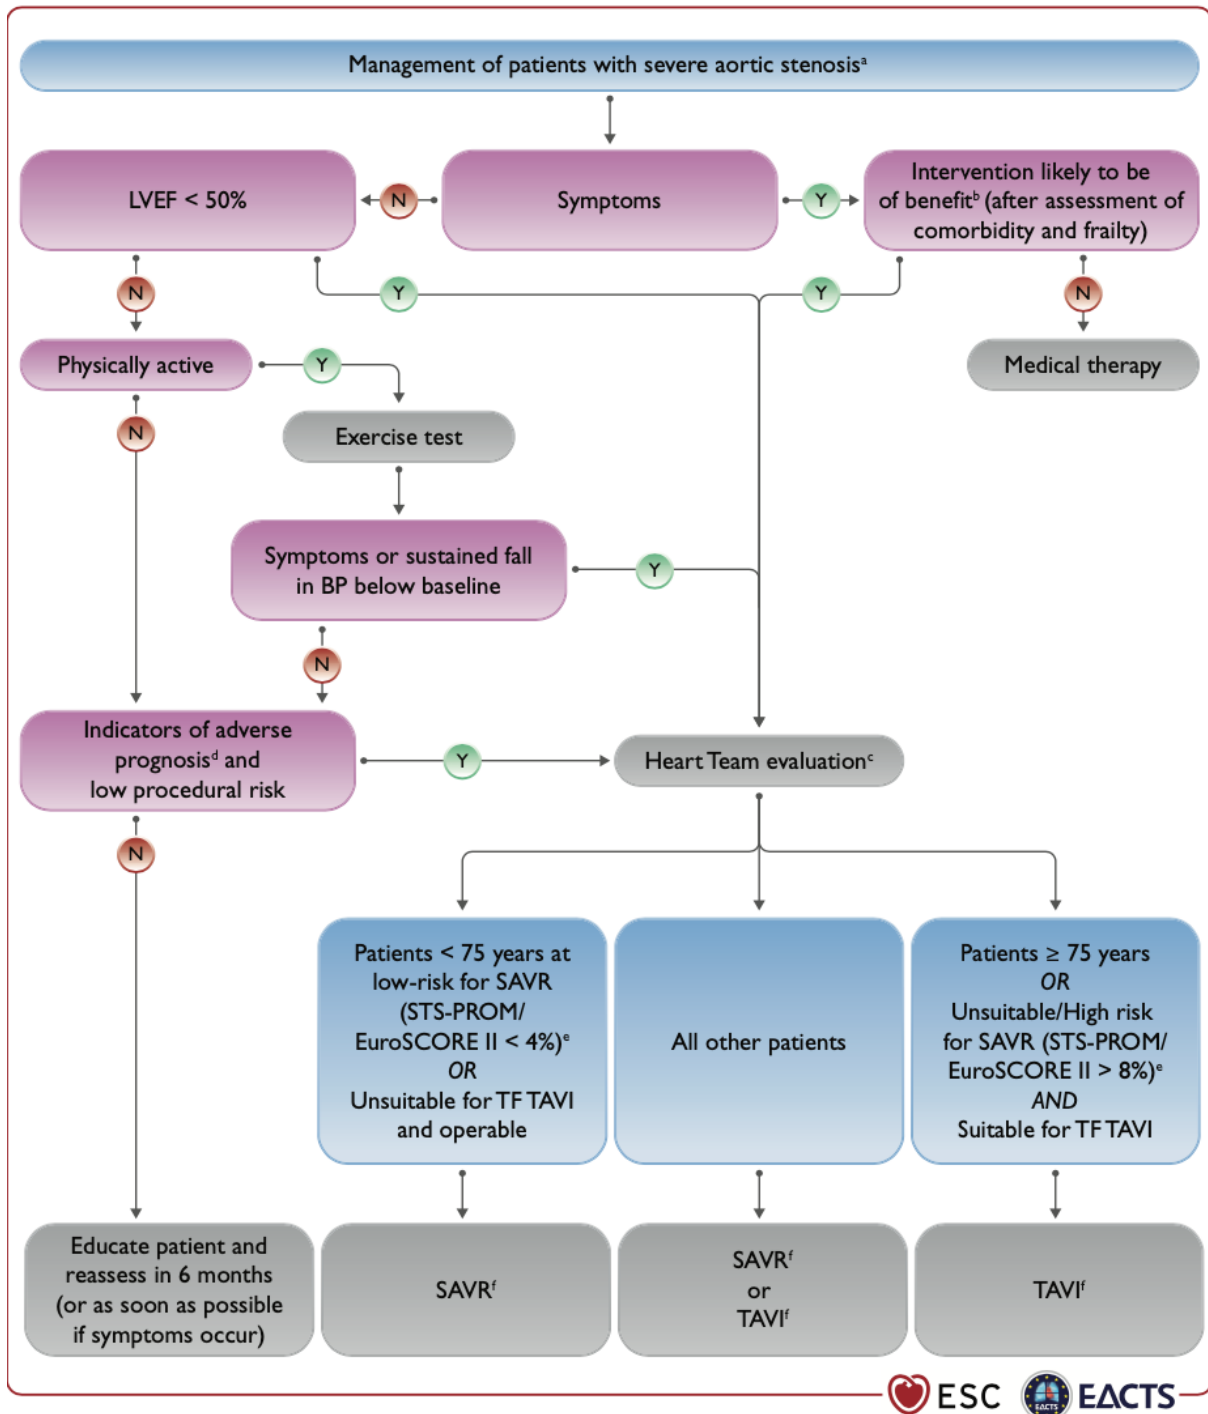 Management of patients with severe aortic stenosisᵃ
LVEF < 50%
N
Symptoms
Y
Intervention likely to be
of benefitᵇ (after assessment of
comorbidity and frailty)
N
Y
Y
N
Physically active
Y
Medical therapy
N
Exercise test
Symptoms or sustained fall
in BP below baseline
Y
N
Indicators of adverse
prognosisᵈ and
low procedural risk
Y
Heart Team evaluationᶜ
N
Patients < 75 years at
low-risk for SAVR
(STS-PROM/
EuroSCORE II < 4%)ᵉ
OR
Unsuitable for TF TAVI
and operable
All other patients
Patients ≥ 75 years
OR
Unsuitable/High risk
for SAVR (STS-PROM/
EuroSCORE II > 8%)ᵉ
AND
Suitable for TF TAVI
Educate patient and
reassess in 6 months
(or as soon as possible
if symptoms occur)
SAVRᶠ
SAVRᶠ
or
TAVIᶠ
TAVIᶠ
ESC
EACTS
EACTS